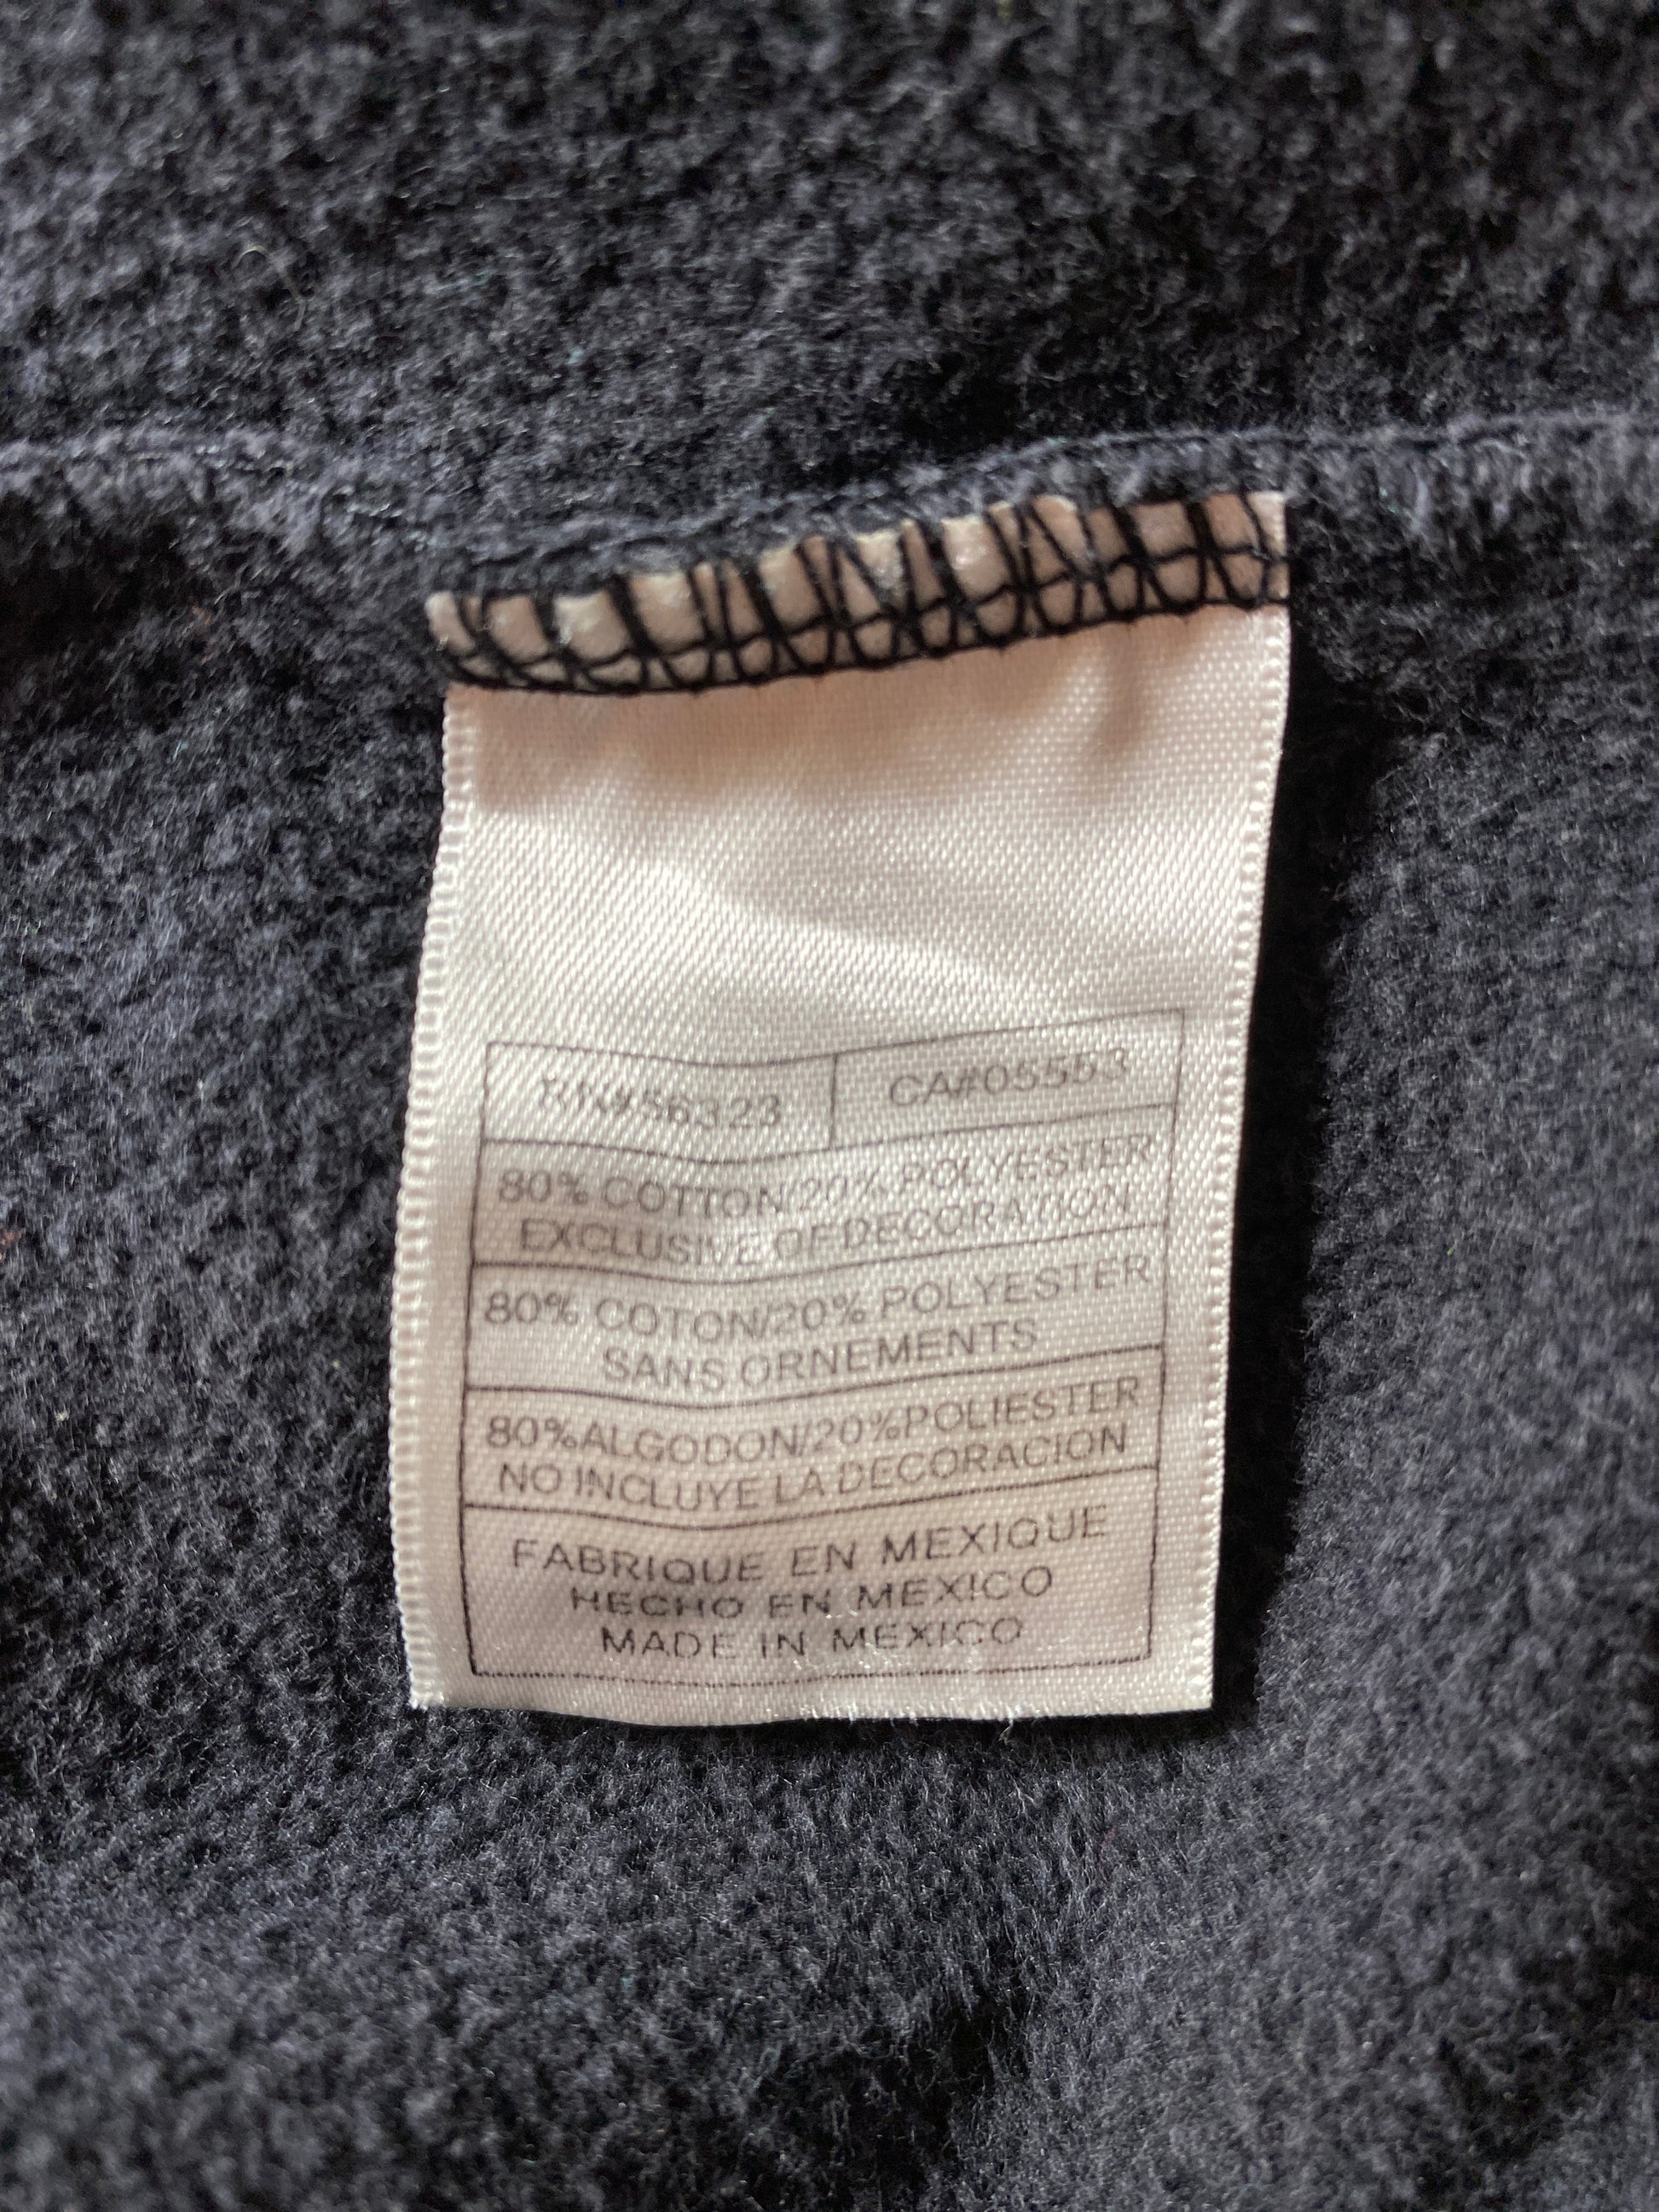 RN#56323 CA#05553
80% COTTON/20% POLYESTER
EXCLUSIVE OF DECORATION
80% COTON/20% POLYESTER
SANS ORNEMENTS
80% ALGODON/20% POLIESTER
NO INCLUYE LA DECORACION
FABRIQUE EN MEXIQUE
HECHO EN MEXICO
MADE IN MEXICO